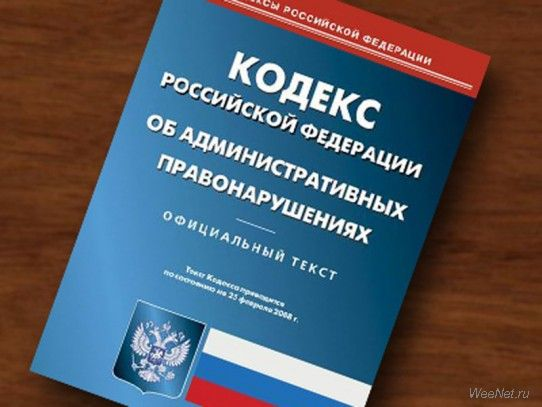 КСЫ РОССИЙСКОЙ ФЕДЕРАЦИИ
КОДЕКС
РОССИЙСКОЙ ФЕДЕРАЦИИ
ОБ АДМИНИСТРАТИВНЫХ
ПРАВОНАРУШЕНИЯХ
ОФИЦИАЛЬНЫЙ ТЕКСТ
Текст Кодекса приводится
по состоянию на 25 февраля 2008 г.
WeeNet.ru